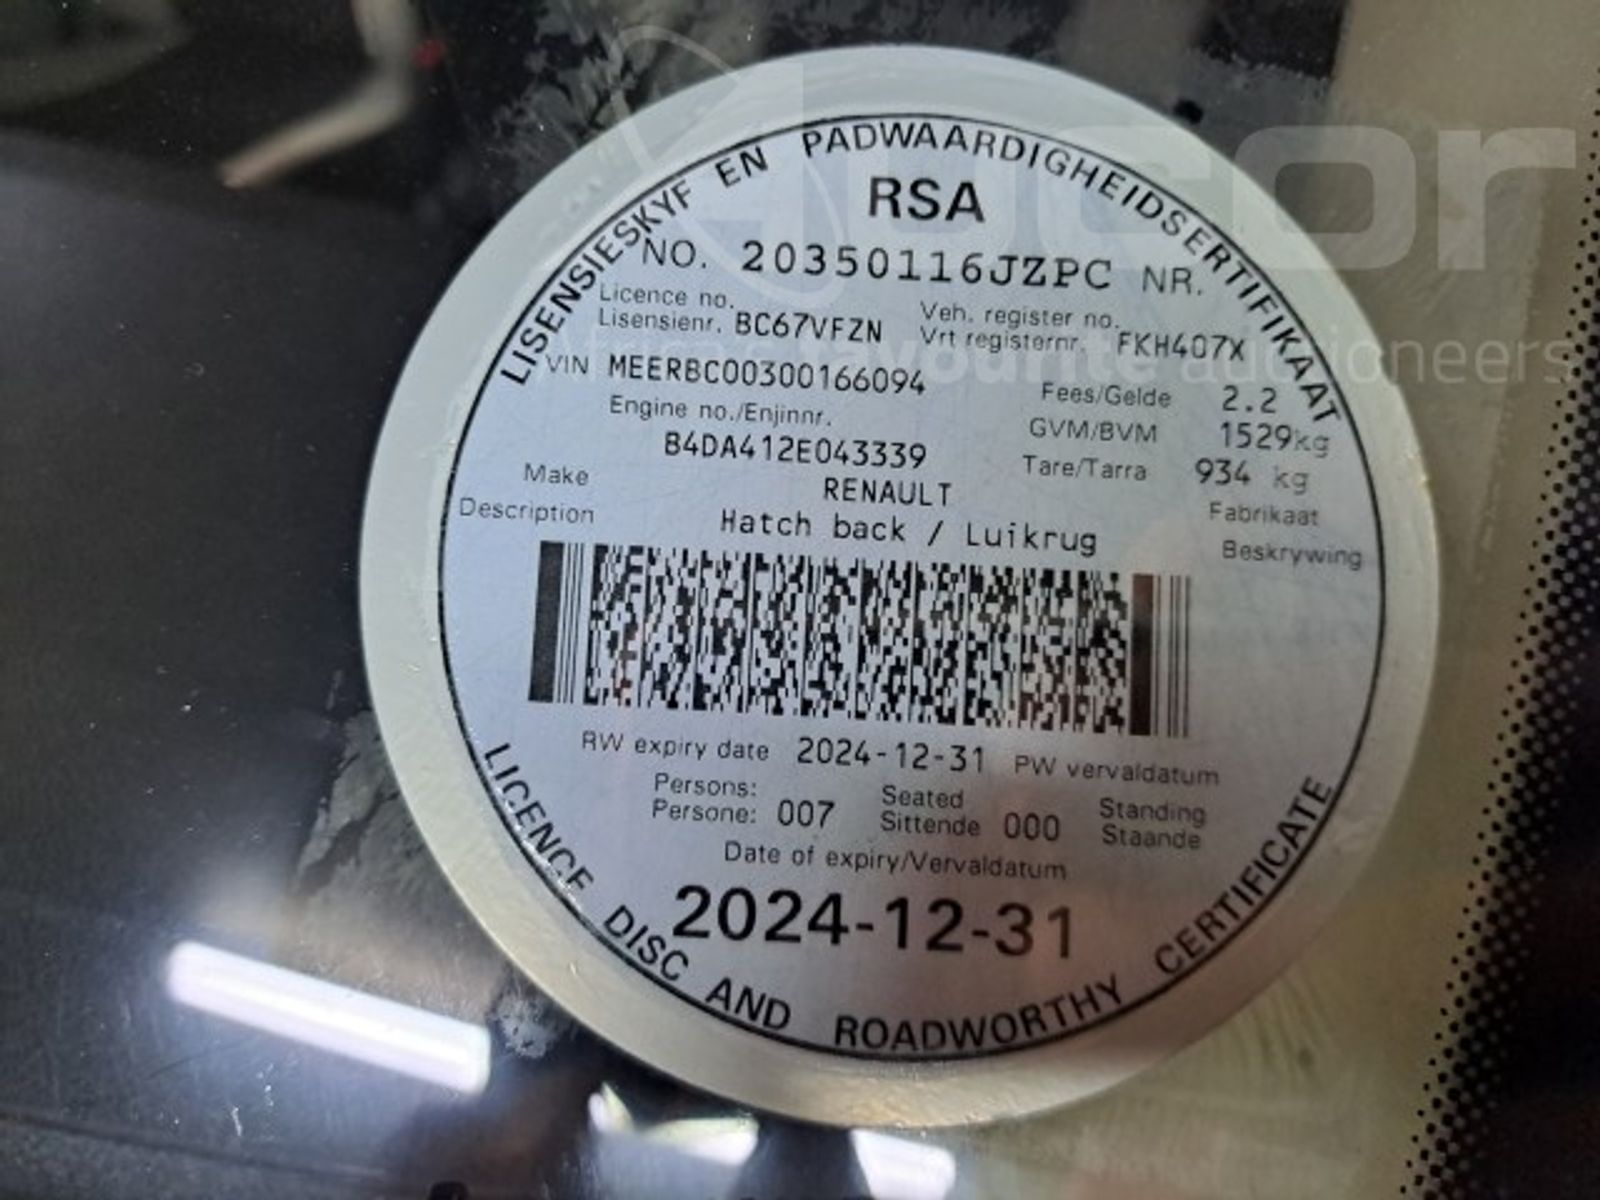 LISENSIESKYF EN PADWAARDIGHEIDSERTIFIKAAT
RSA
NO. 20350116JZPC NR.
Licence no.
Lisensienr. BC67VFZN
Veh. register no.
Vrt registernr. FKH407X
VIN MEERBC00300166094
Fees/Gelde 2.2
Engine no./Enjinnr.
GVM/BVM 1529kg
B4DA412E043339
Tare/Tarra 934 kg
Make RENAULT Fabrikaat
Description Hatch back / Luikrug Beskrywing
RW expiry date 2024-12-31 PW vervaldatum
Persons: Seated Standing
Persone: 007 Sittende 000 Staande
Date of expiry/Vervaldatum
2024-12-31
LICENCE DISC AND ROADWORTHY CERTIFICATE
Aucor
favourite auctioneers